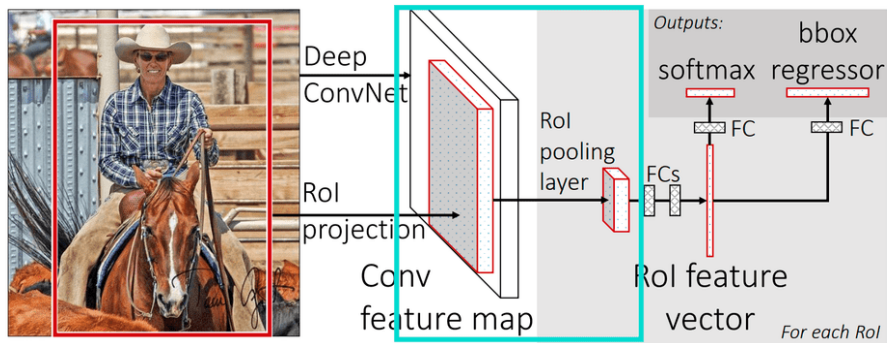 Deep
ConvNet
RoI
projection
Conv
feature map
RoI
pooling
layer
FCs
RoI feature
vector
Outputs:
softmax
bbox
regressor
FC
FC
For each RoI